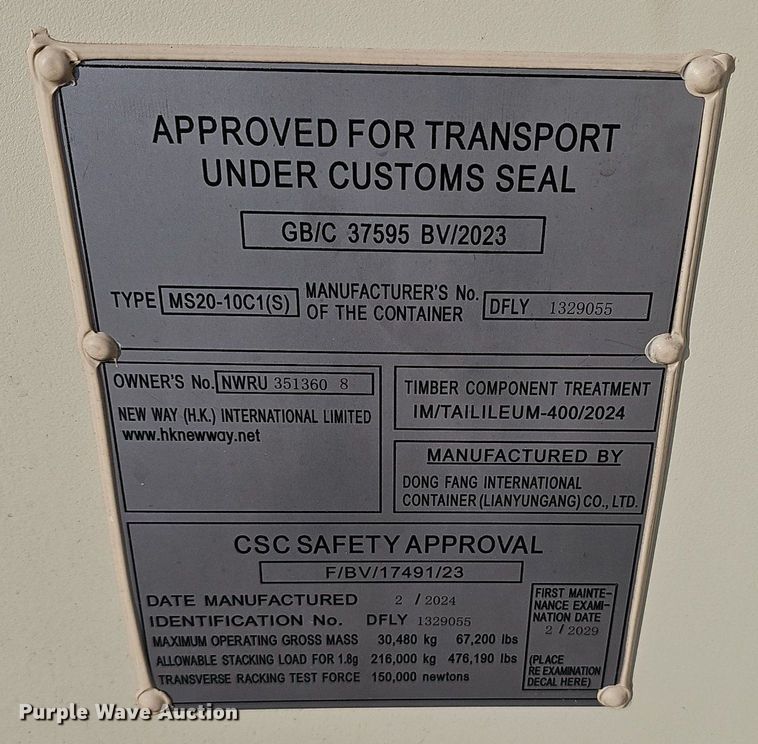 APPROVED FOR TRANSPORT
UNDER CUSTOMS SEAL
GB/C 37595 BV/2023
TYPE MS20-10C1(S) MANUFACTURER'S No. OF THE CONTAINER DFLY 1329055
OWNER'S No. NWRU 351360 8
NEW WAY (H.K.) INTERNATIONAL LIMITED
www.hknewway.net
TIMBER COMPONENT TREATMENT
IM/TAILILEUM-400/2024
MANUFACTURED BY
DONG FANG INTERNATIONAL
CONTAINER (LIANYUNGANG) CO., LTD.
CSC SAFETY APPROVAL
F/BV/17491/23
DATE MANUFACTURED 2 / 2024
IDENTIFICATION No. DFLY 1329055
MAXIMUM OPERATING GROSS MASS 30,480 kg 67,200 lbs
ALLOWABLE STACKING LOAD FOR 1.8g 216,000 kg 476,190 lbs
TRANSVERSE RACKING TEST FORCE 150,000 newtons
FIRST MAINTE-
NANCE EXAMI-
NATION DATE
2 / 2029
(PLACE
RE EXAMINATION
DECAL HERE)
Purple Wave Auction